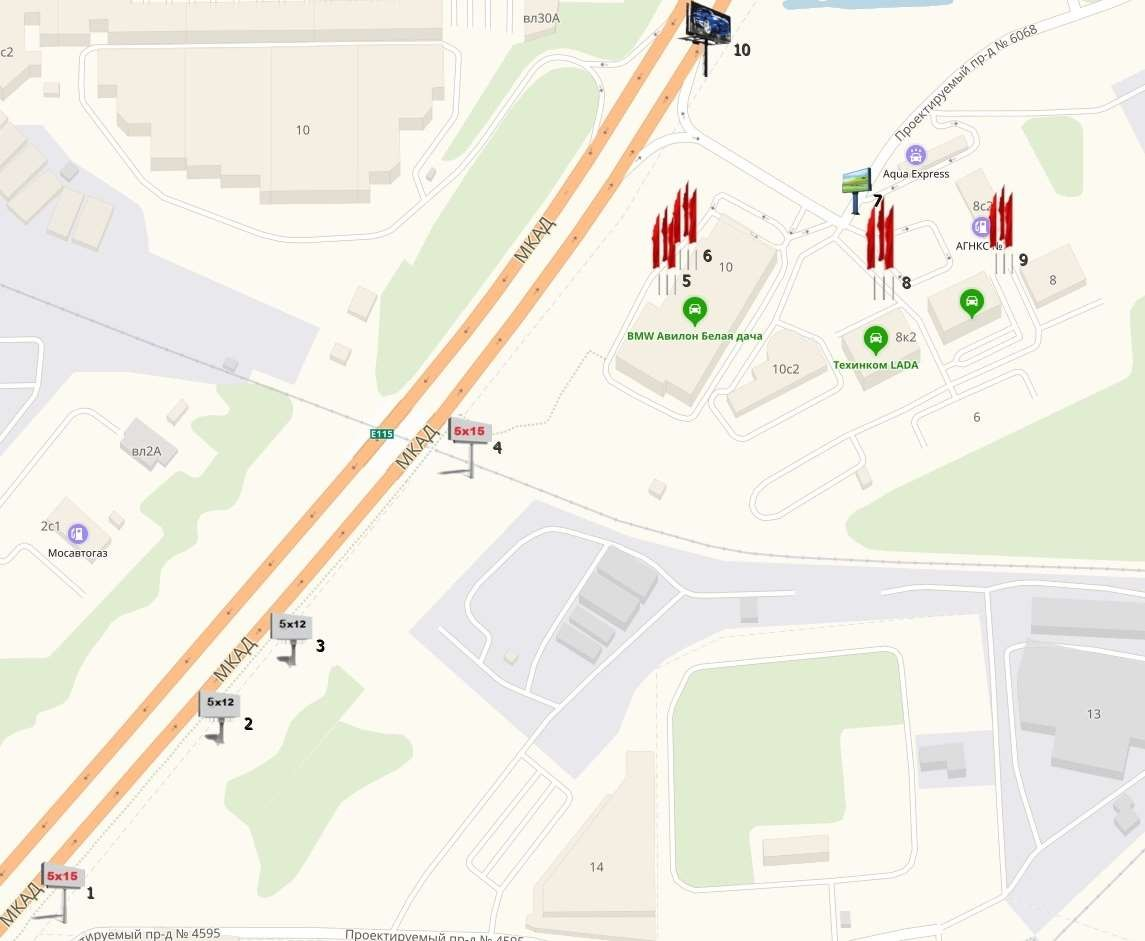 вл30А
с2
10
10
Проектируемый пр-д № 6068
Aqua Express
7
8с2
АГНКС №
МКАД
6
5
10
9
8
8
BMW Авилон Белая дача
8к2
Техинком LADA
10с2
6
E115
МКАД
5x15
4
вл2А
2с1
Мосавтогаз
5x12
3
МКАД
5x12
2
13
14
5x15
1
МКАД
ируемый пр-д № 4595
Проектируемый пр-д № 4595